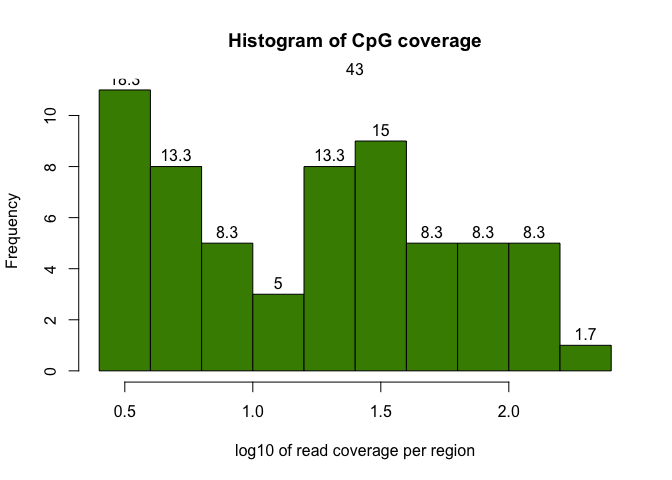 Histogram of CpG coverage
43
18.3
13.3 8.3 5 13.3 15 8.3 8.3 8.3 1.7
Frequency
0 2 4 6 8 10
0.5 1.0 1.5 2.0
log10 of read coverage per region